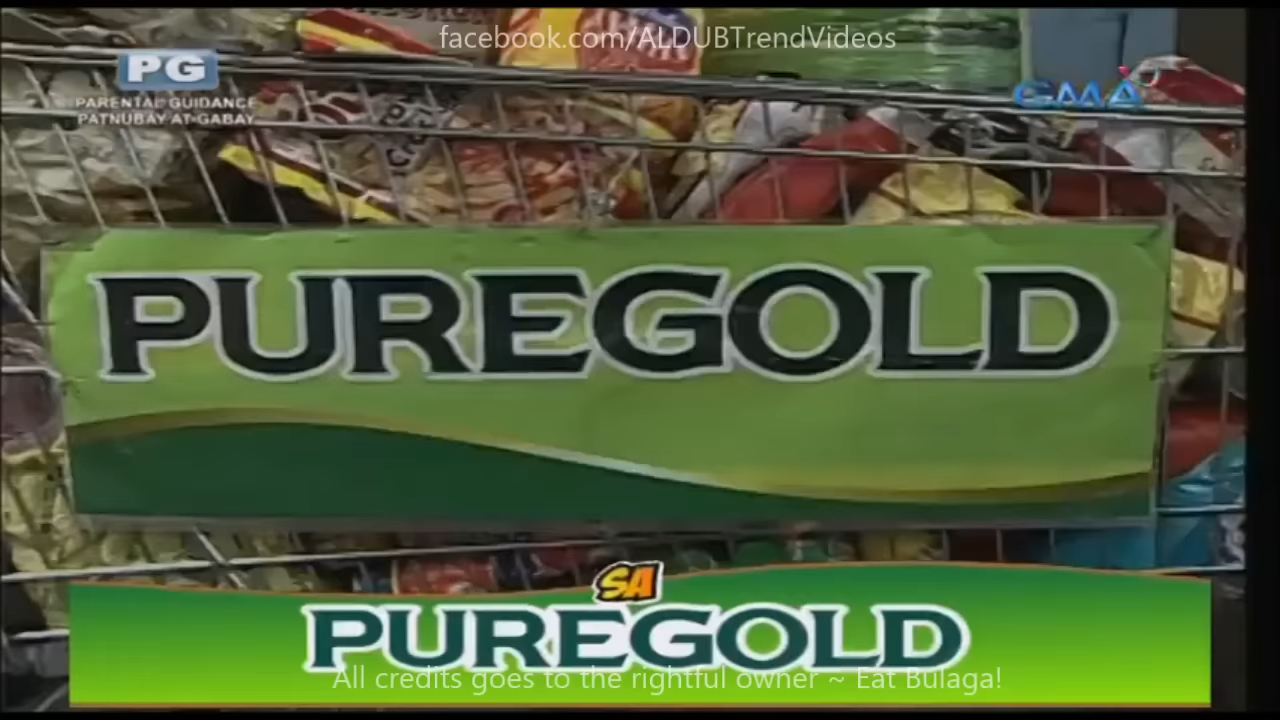 facebook.com/ALDUBTrendVideos
PG
PARENTAL GUIDANCE
PATNUBAY AT GABAY
GMA
PUREGOLD
SA
PUREGOLD
All credits goes to the rightful owner ~ Eat Bulaga!